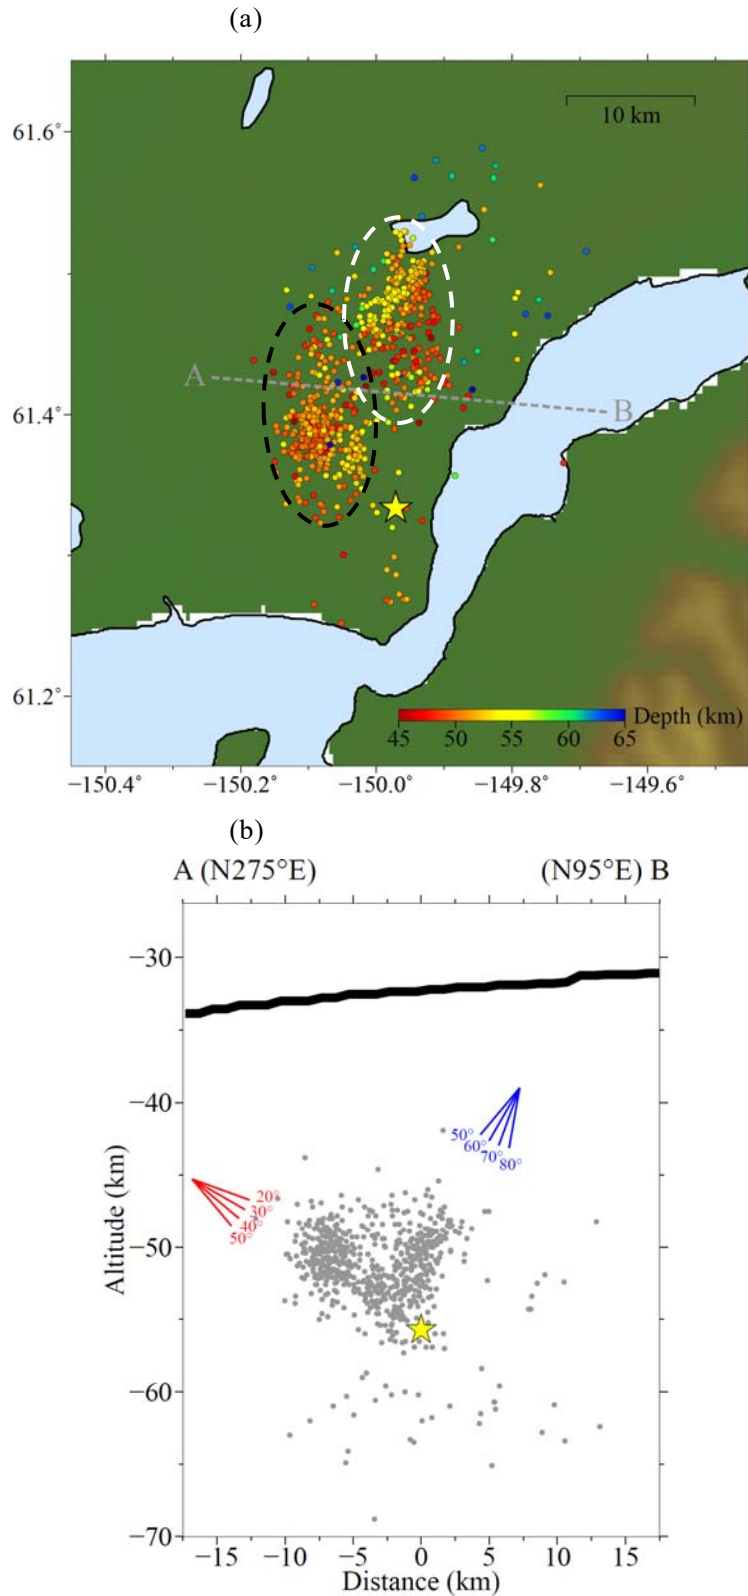 (a)
10 km
61.6°
A
61.4°
B
61.2°
Depth (km)
45 50 55 60 65
−150.4° −150.2° −150.0° −149.8° −149.6°
(b)
A (N275°E) (N95°E) B
−30
−40
50°
60°
70°
80°
20°
30°
40°
50°
Altitude (km)
−50
−60
−70
−15 −10 −5 0 5 10 15
Distance (km)